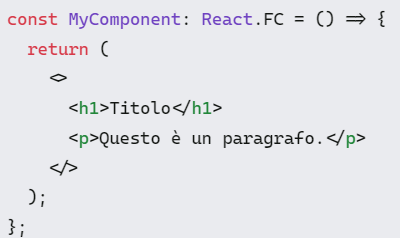 const MyComponent: React.FC = () => {
  return (
    <>
      <h1>Titolo</h1>
      <p>Questo è un paragrafo.</p>
    </>
  );
};